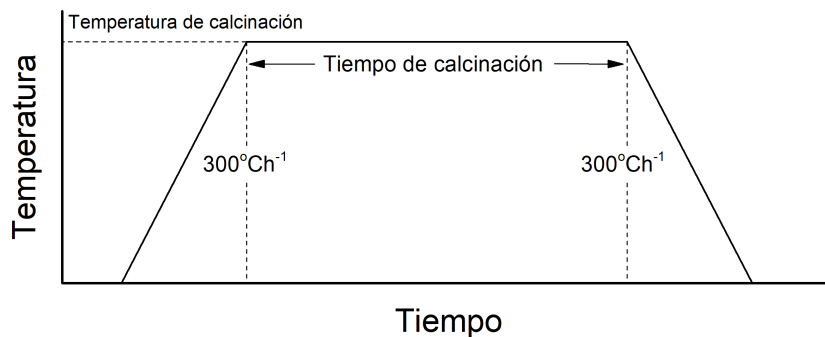 Temperatura de calcinación
Tiempo de calcinación
Temperatura
300°Ch⁻¹
300°Ch⁻¹
Tiempo